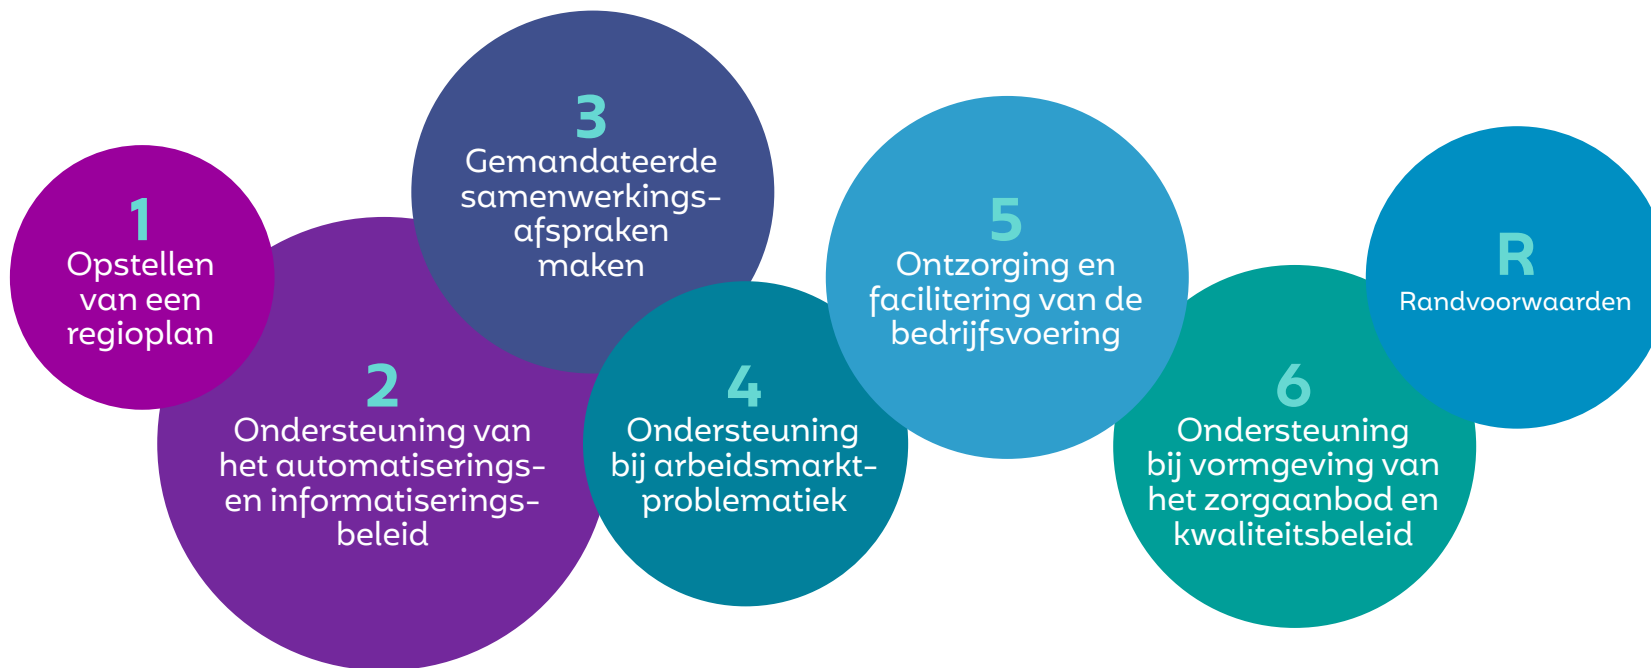 1
Opstellen
van een
regioplan
2
Ondersteuning van
het automatiserings-
en informatiserings-
beleid
3
Gemandateerde
samenwerkings-
afspraken
maken
4
Ondersteuning
bij arbeidsmarkt-
problematiek
5
Ontzorging en
facilitering van de
bedrijfsvoering
6
Ondersteuning
bij vormgeving van
het zorgaanbod en
kwaliteitsbeleid
R
Randvoorwaarden